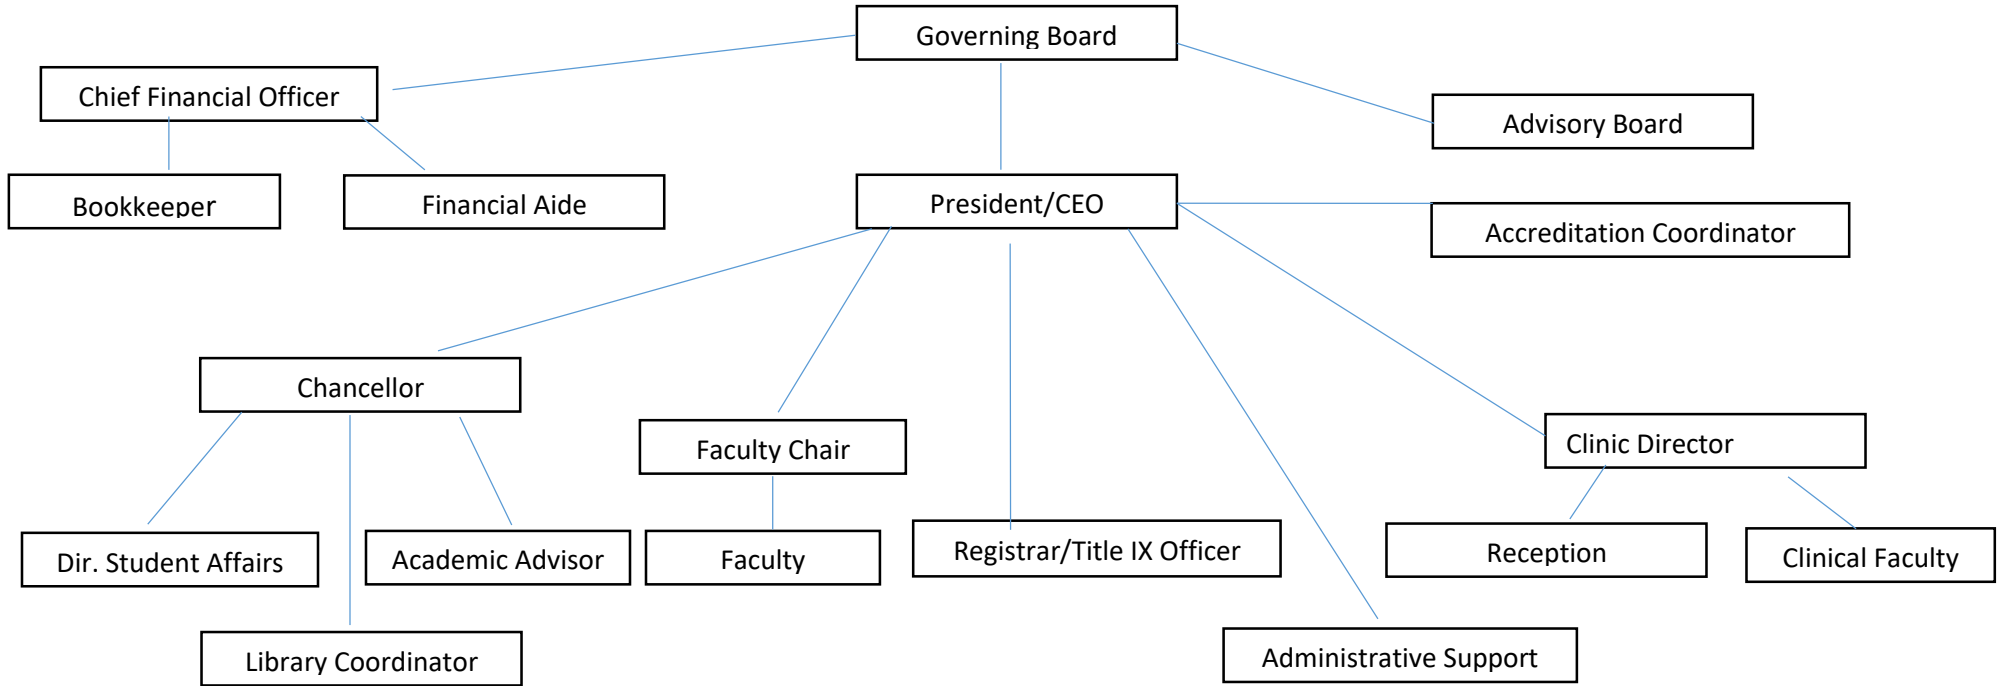 Governing Board
Chief Financial Officer
Advisory Board
Bookkeeper
Financial Aide
President/CEO
Accreditation Coordinator
Chancellor
Faculty Chair
Clinic Director
Dir. Student Affairs
Academic Advisor
Faculty
Registrar/Title IX Officer
Reception
Clinical Faculty
Library Coordinator
Administrative Support